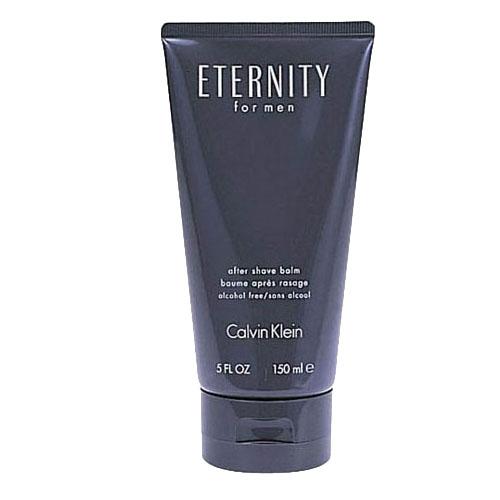 ETERNITY
for men
after shave balm
baume après rasage
alcohol free/sans alcool
Calvin Klein
5 FL OZ 150 ml e